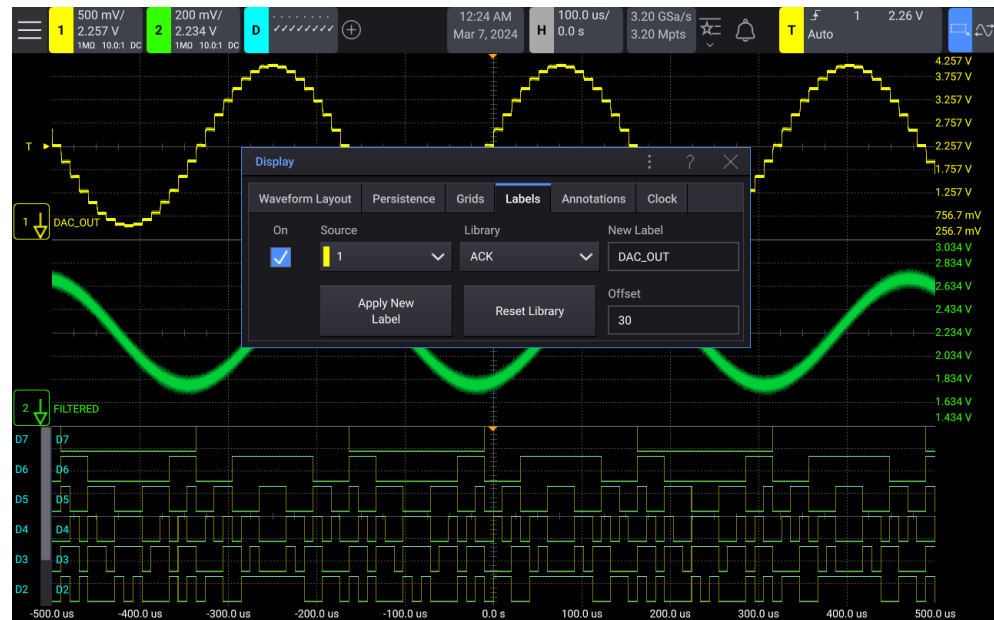 1 500 mV/ 2.257 V 1MΩ 10.0:1 DC
2 200 mV/ 2.234 V 1MΩ 10.0:1 DC
D
12:24 AM
Mar 7, 2024
H 100.0 us/ 0.0 s
3.20 GSa/s
3.20 Mpts
T 1 2.26 V
Auto
4.257 V
3.757 V
3.257 V
2.757 V
T 2.257 V
1.757 V
1.257 V
756.7 mV
256.7 mV
1 DAC_OUT
Display ?
Waveform Layout Persistence Grids Labels Annotations Clock
On Source Library New Label
1 ACK DAC_OUT
Apply New
Label
Reset Library
Offset
30
3.034 V
2.834 V
2.634 V
2.434 V
2.234 V
2.034 V
1.834 V
1.634 V
1.434 V
2 FILTERED
D7 D7
D6 D6
D5 D5
D4 D4
D3 D3
D2 D2
-500.0 us -400.0 us -300.0 us -200.0 us -100.0 us 0.0 s 100.0 us 200.0 us 300.0 us 400.0 us 500.0 us